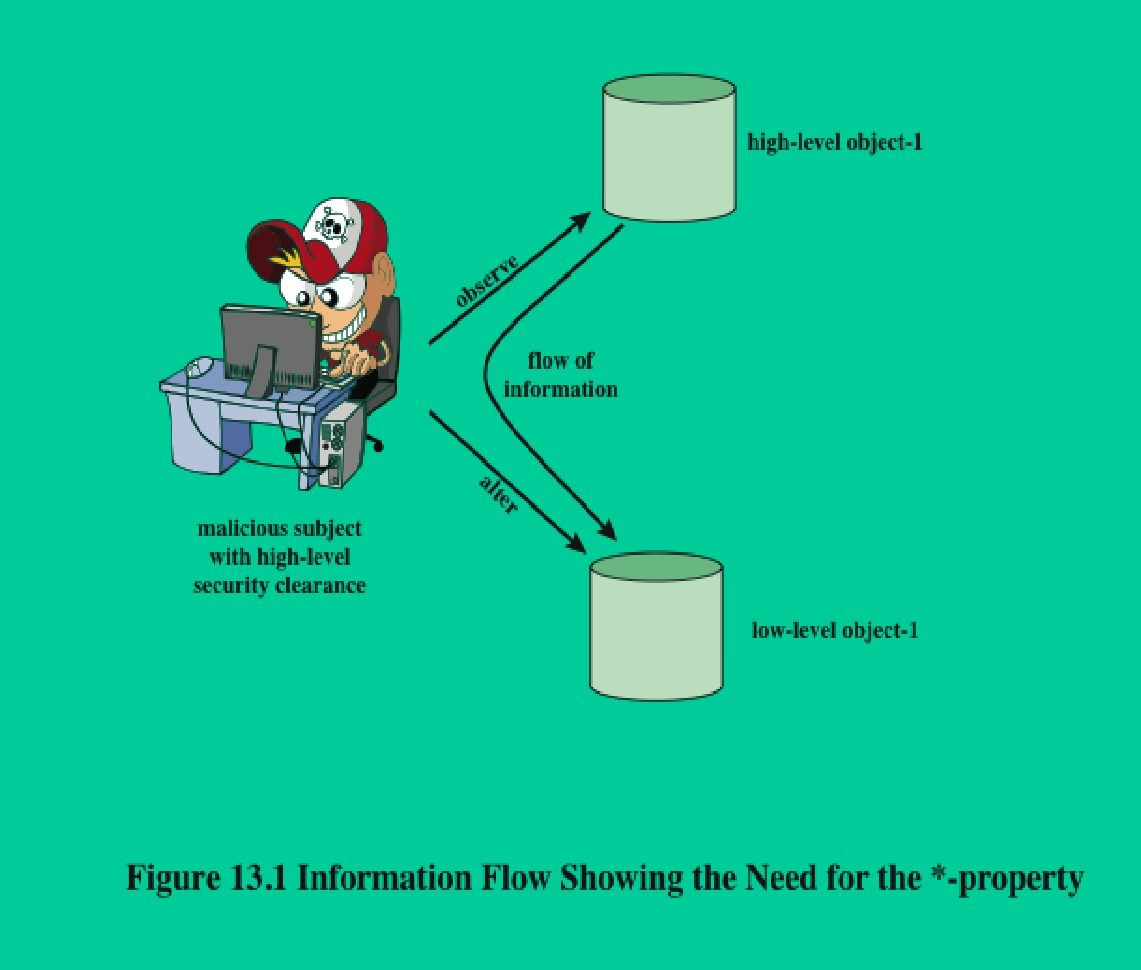 high-level object-1
observe
flow of
information
alter
malicious subject
with high-level
security clearance
low-level object-1
Figure 13.1 Information Flow Showing the Need for the *-property